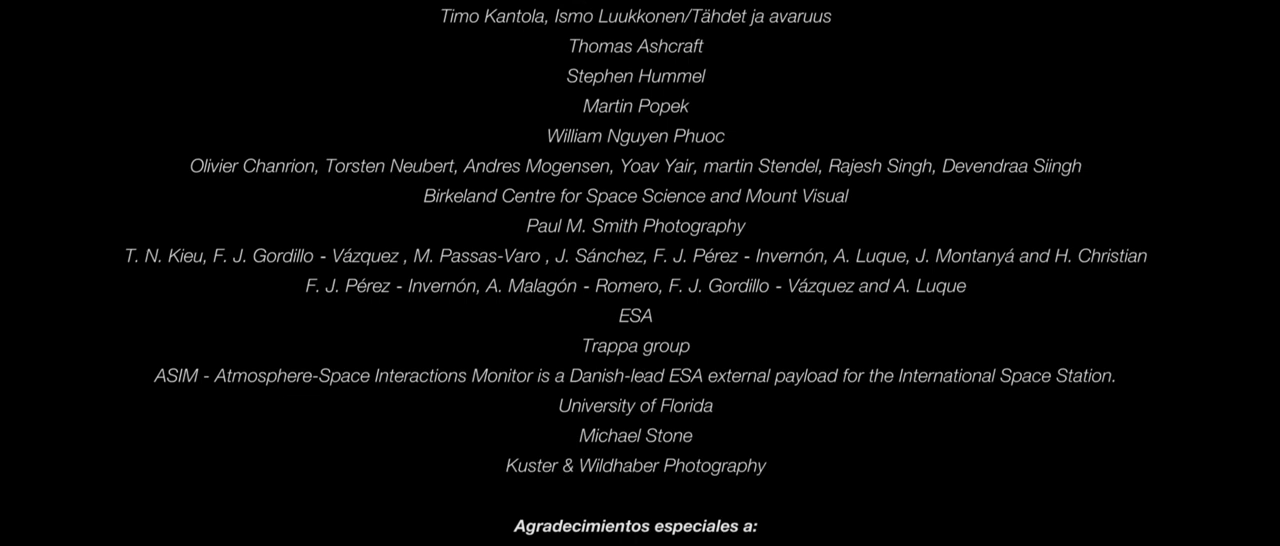 Timo Kantola, Ismo Luukkonen/Tähdet ja avaruus
Thomas Ashcraft
Stephen Hummel
Martin Popek
William Nguyen Phuoc
Olivier Chanrion, Torsten Neubert, Andres Mogensen, Yoav Yair, martin Stendel, Rajesh Singh, Devendraa Siingh
Birkeland Centre for Space Science and Mount Visual
Paul M. Smith Photography
T. N. Kieu, F. J. Gordillo - Vázquez , M. Passas-Varo , J. Sánchez, F. J. Pérez - Invernón, A. Luque, J. Montanyá and H. Christian
F. J. Pérez - Invernón, A. Malagón - Romero, F. J. Gordillo - Vázquez and A. Luque
ESA
Trappa group
ASIM - Atmosphere-Space Interactions Monitor is a Danish-lead ESA external payload for the International Space Station.
University of Florida
Michael Stone
Kuster & Wildhaber Photography
Agradecimientos especiales a: